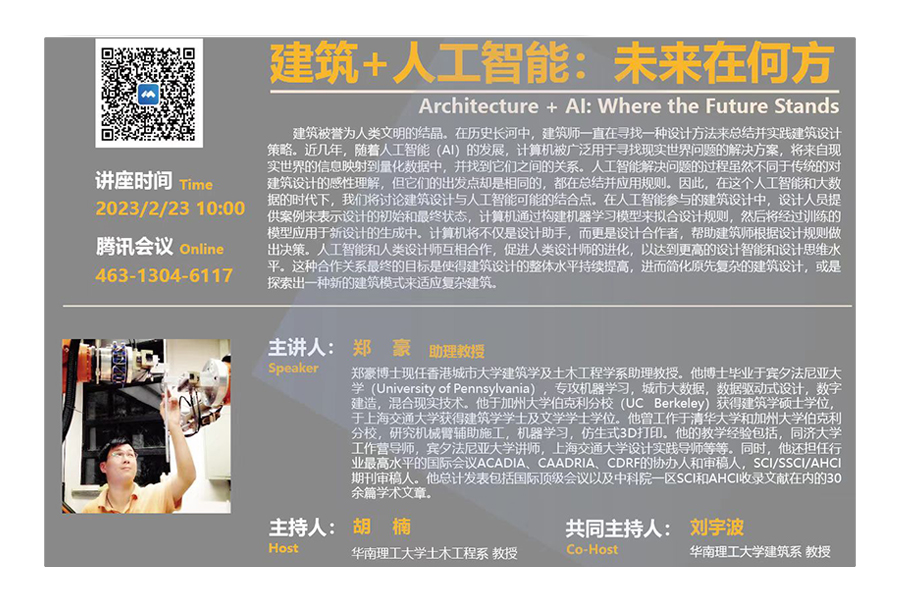 建筑+人工智能：未来在何方
Architecture + AI: Where the Future Stands
建筑被誉为人类文明的结晶。在历史长河中，建筑师一直在寻找一种设计方法来总结并实践建筑设计
策略。近几年，随着人工智能（AI）的发展，计算机被广泛用于寻找现实世界问题的解决方案，将来自现
实世界的信息映射到量化数据中，并找到它们之间的关系。人工智能解决问题的过程虽然不同于传统的对
建筑设计的感性理解，但它们的出发点却是相同的，都在总结并应用规则。因此，在这个人工智能和大数
据的时代下，我们将讨论建筑设计与人工智能可能的结合点。在人工智能参与的建筑设计中，设计人员提
供案例来表示设计的初始和最终状态，计算机通过构建机器学习模型来拟合设计规则，然后将经过训练的
模型应用于新设计的生成中。计算机将不仅是设计助手，而更是设计合作者，帮助建筑师根据设计规则做
出决策。人工智能和人类设计师互相合作，促进人类设计师的进化，以达到更高的设计智能和设计思维水
平。这种合作关系最终的目标是使得建筑设计的整体水平持续提高，进而简化原先复杂的建筑设计，或是
探索出一种新的建筑模式来适应复杂建筑。
讲座时间 Time
2023/2/23 10:00
腾讯会议 Online
463-1304-6117
主讲人： 郑 豪 助理教授
Speaker
郑豪博士现任香港城市大学建筑学及土木工程学系助理教授。他博士毕业于宾夕法尼亚大
学（University of Pennsylvania），专攻机器学习，城市大数据，数据驱动式设计，数字
建造，混合现实技术。他于加州大学伯克利分校（UC Berkeley）获得建筑学硕士学位，
于上海交通大学获得建筑学学士及文学学士学位。他曾工作于清华大学和加州大学伯克利
分校，研究机械臂辅助施工，机器学习，仿生式3D打印。他的教学经验包括，同济大学
工作营导师，宾夕法尼亚大学讲师，上海交通大学设计实践导师等等。同时，他还担任行
业最高水平的国际会议ACADIA、CAADRIA、CDRF的协办人和审稿人，SCI/SSCI/AHCI
期刊审稿人。他总计发表包括国际顶级会议以及中科院一区SCI和AHCI收录文献在内的30
余篇学术文章。
主持人： 胡 楠
Host
华南理工大学土木工程系 教授
共同主持人： 刘宇波
Co-Host
华南理工大学建筑系 教授